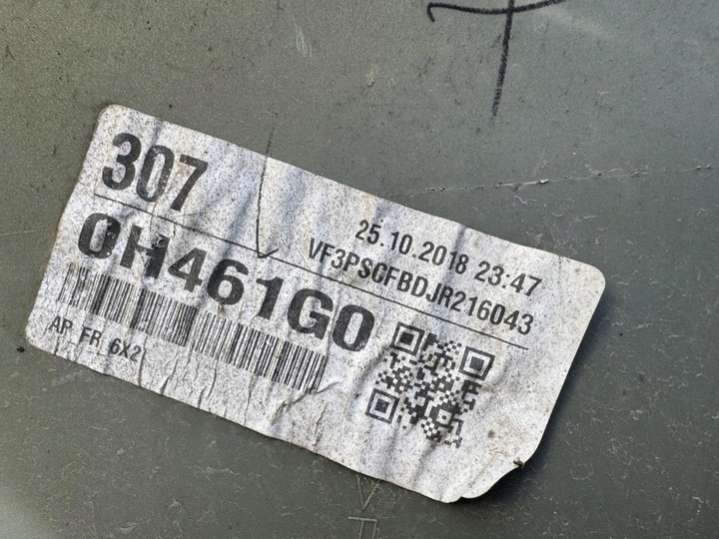 307
25.10.2018 23:47
VF3PSCFBDJR216043
0H461G0
AP FR 6X2